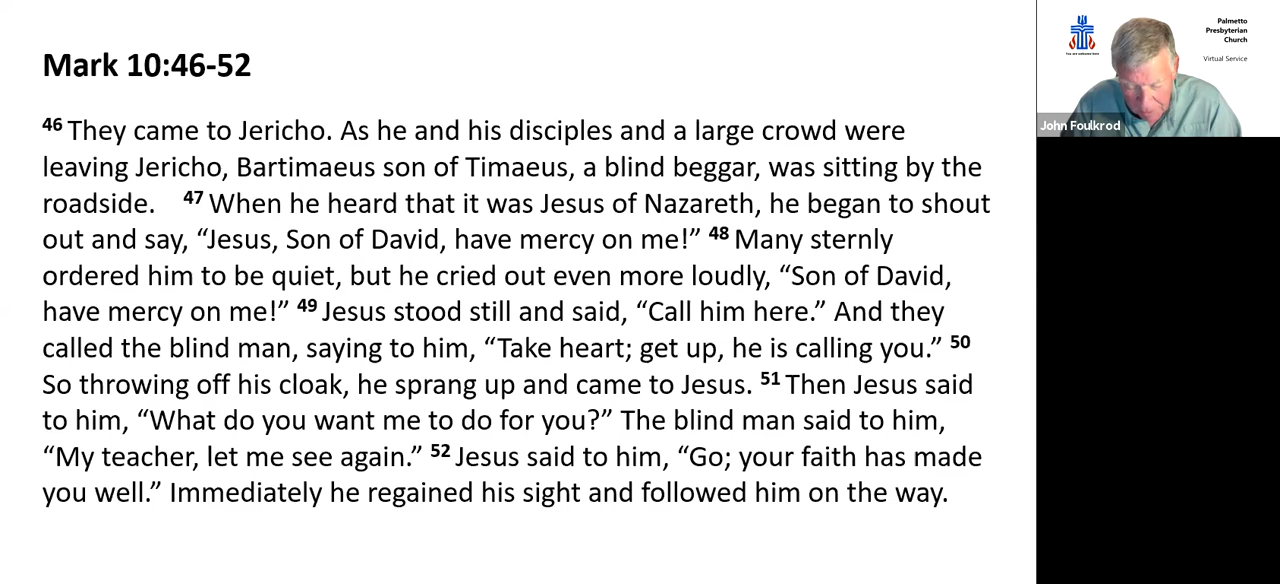 Mark 10:46-52
46 They came to Jericho. As he and his disciples and a large crowd were
leaving Jericho, Bartimaeus son of Timaeus, a blind beggar, was sitting by the
roadside. 47 When he heard that it was Jesus of Nazareth, he began to shout
out and say, “Jesus, Son of David, have mercy on me!” 48 Many sternly
ordered him to be quiet, but he cried out even more loudly, “Son of David,
have mercy on me!” 49 Jesus stood still and said, “Call him here.” And they
called the blind man, saying to him, “Take heart; get up, he is calling you.” 50
So throwing off his cloak, he sprang up and came to Jesus. 51 Then Jesus said
to him, “What do you want me to do for you?” The blind man said to him,
“My teacher, let me see again.” 52 Jesus said to him, “Go; your faith has made
you well.” Immediately he regained his sight and followed him on the way.
Palmetto
Presbyterian
Church
Virtual Service
John Foulkrod